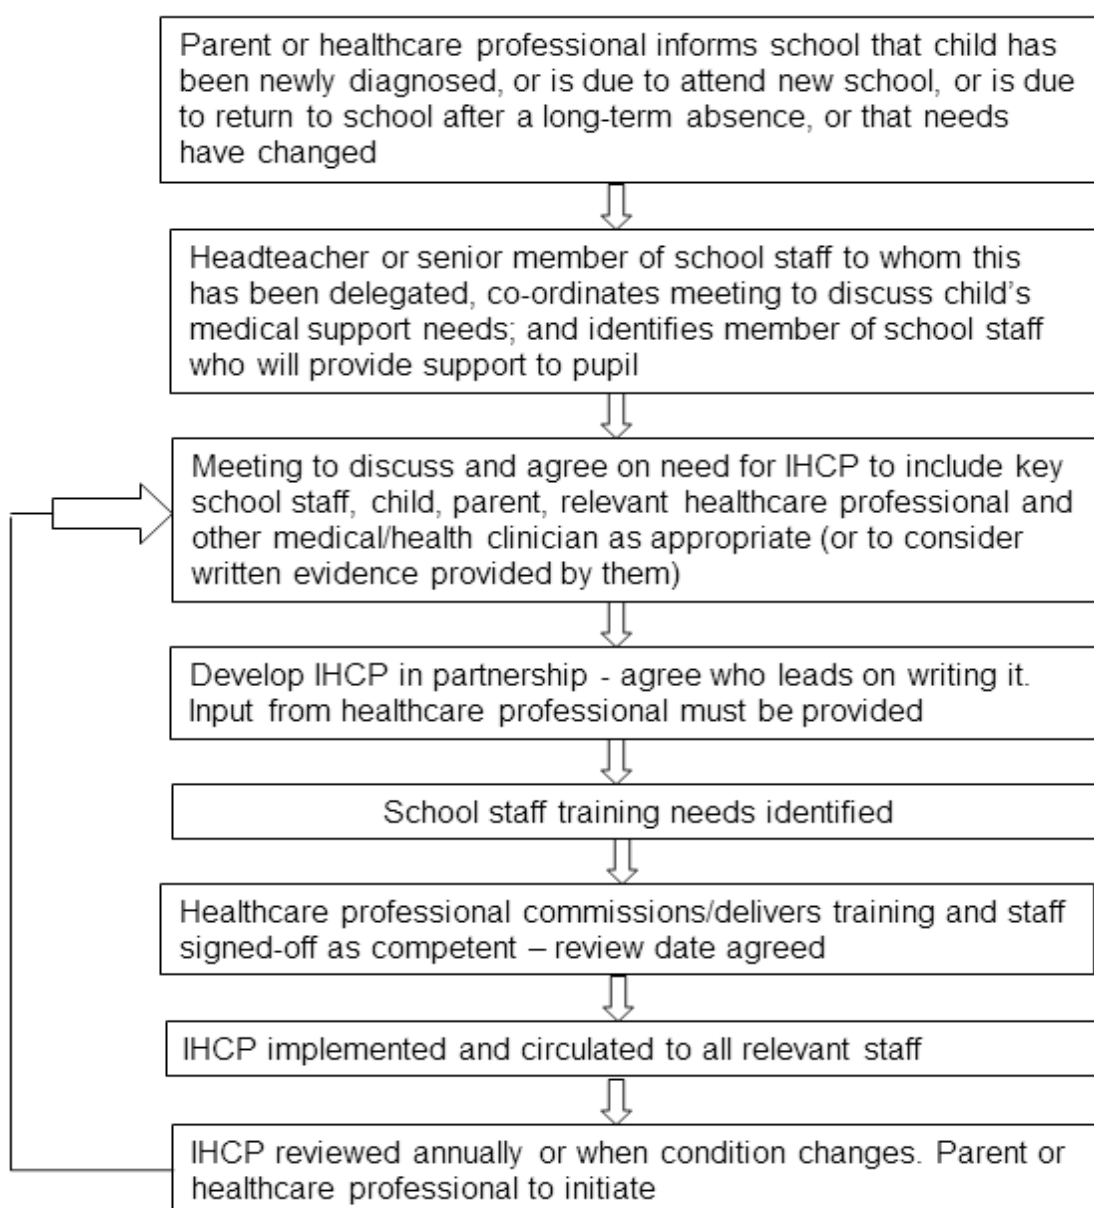 Parent or healthcare professional informs school that child has
been newly diagnosed, or is due to attend new school, or is due
to return to school after a long-term absence, or that needs
have changed
Headteacher or senior member of school staff to whom this
has been delegated, co-ordinates meeting to discuss child's
medical support needs; and identifies member of school staff
who will provide support to pupil
Meeting to discuss and agree on need for IHCP to include key
school staff, child, parent, relevant healthcare professional and
other medical/health clinician as appropriate (or to consider
written evidence provided by them)
Develop IHCP in partnership - agree who leads on writing it.
Input from healthcare professional must be provided
School staff training needs identified
Healthcare professional commissions/delivers training and staff
signed-off as competent – review date agreed
IHCP implemented and circulated to all relevant staff
IHCP reviewed annually or when condition changes. Parent or
healthcare professional to initiate